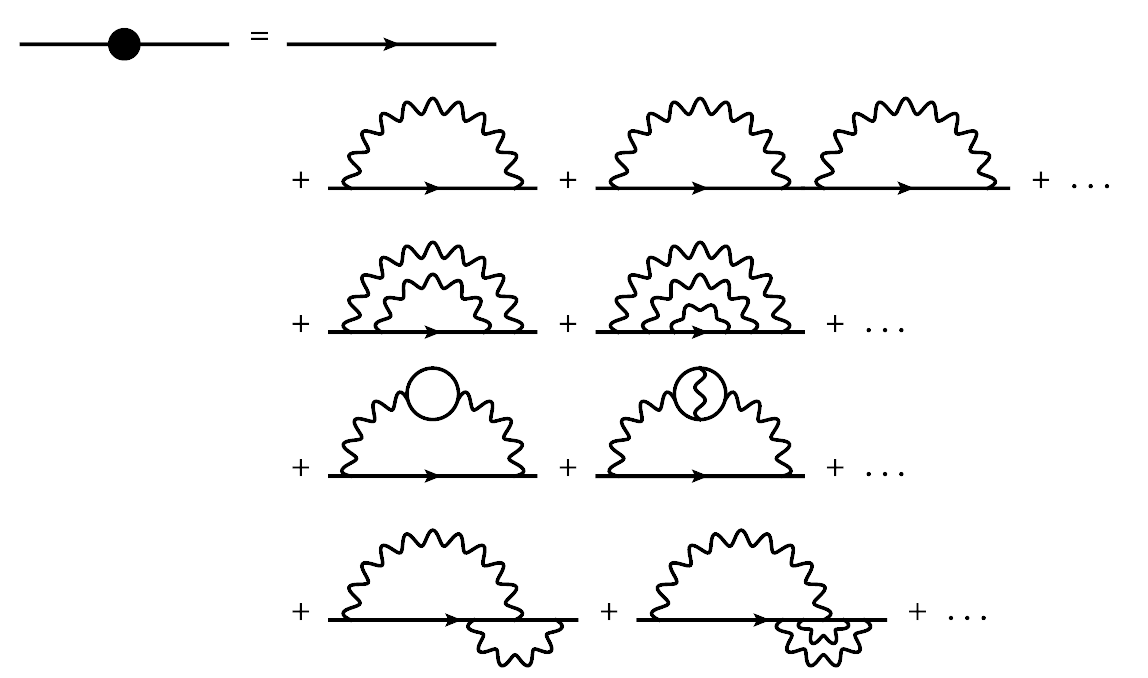 =
+ + + . . .
+ + + . . .
+ + + . . .
+ + + . . .